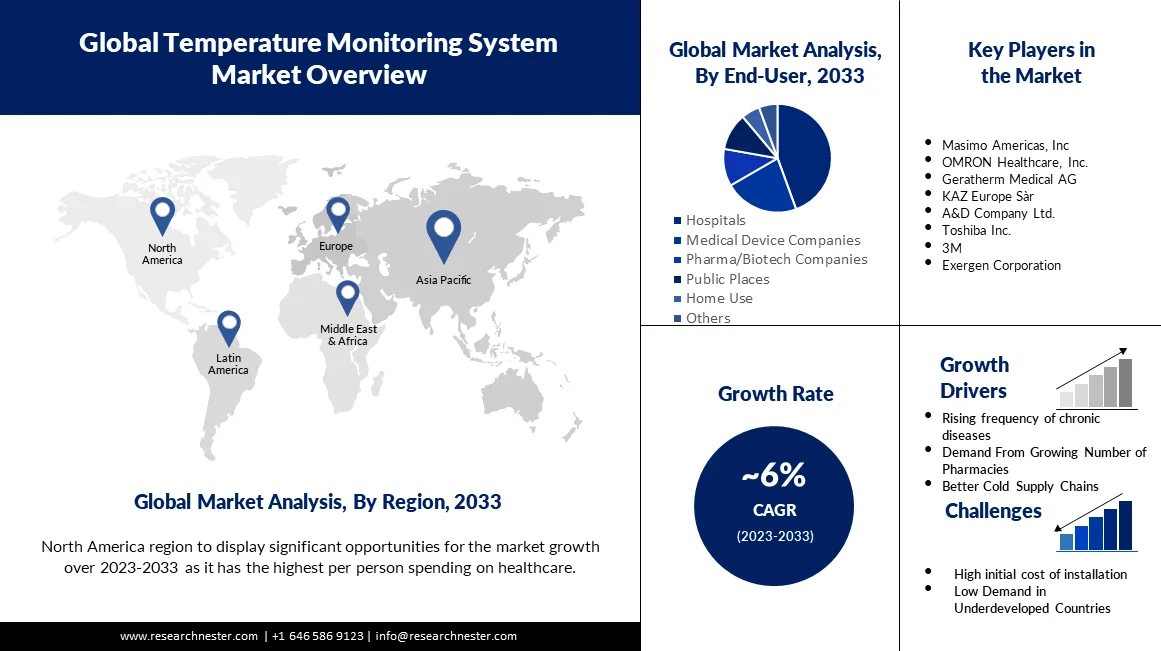 Global Temperature Monitoring System
Market Overview
North
America
Europe
Asia Pacific
Middle East
& Africa
Latin
America
Global Market Analysis, By Region, 2033
North America region to display significant opportunities for the market growth
over 2023-2033 as it has the highest per person spending on healthcare.
www.researchnester.com | +1 646 586 9123 | info@researchnester.com
Global Market Analysis,
By End-User, 2033
Hospitals
Medical Device Companies
Pharma/Biotech Companies
Public Places
Home Use
Others
Key Players in
the Market
Masimo Americas, Inc
OMRON Healthcare, Inc.
Geratherm Medical AG
KAZ Europe Sàr
A&D Company Ltd.
Toshiba Inc.
3M
Exergen Corporation
Growth Rate
~6%
CAGR
(2023-2033)
Growth
Drivers
Rising frequency of chronic
diseases
Demand From Growing Number of
Pharmacies
Better Cold Supply Chains
Challenges
High initial cost of installation
Low Demand in
Underdeveloped Countries